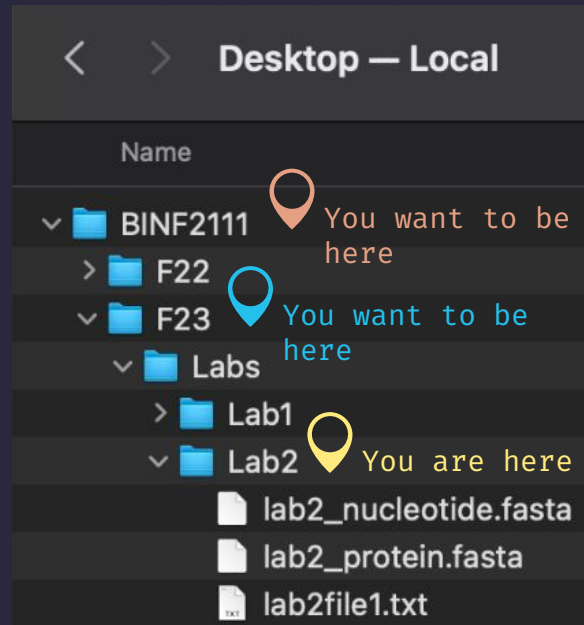 Desktop — Local
Name
BINF2111
You want to be
here
F22
F23
You want to be
here
Labs
Lab1
Lab2
You are here
lab2_nucleotide.fasta
lab2_protein.fasta
TXT
lab2file1.txt